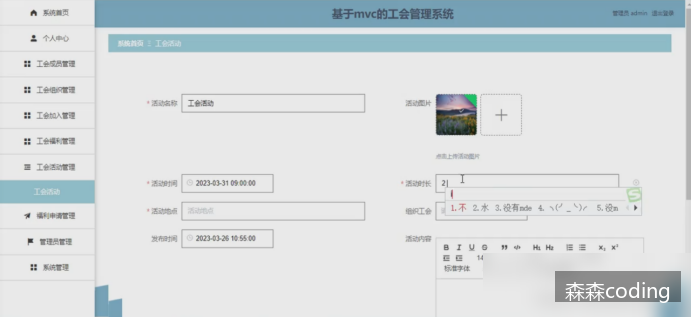 基于mvc的工会管理系统
管理员 admin 退出登录
系统首页
个人中心
工会成员管理
工会组织管理
工会加入管理
工会福利管理
工会活动管理
工会活动
福利申请管理
管理员管理
系统管理
系统首页 工会活动
* 活动名称 工会活动
活动图片
点击上传活动图片
* 活动时间 2023-03-31 09:00:00
* 活动时长 2
1.不 2.水 3.没有mde 4.ヽ(ˊ_ˋ)ノ 5.没m
* 活动地点 活动地点
组织工会
发布时间 2023-03-26 10:55:00
活动内容
B I U S ” </> H1 H2 X₂ X²
14
标准字体
森森coding